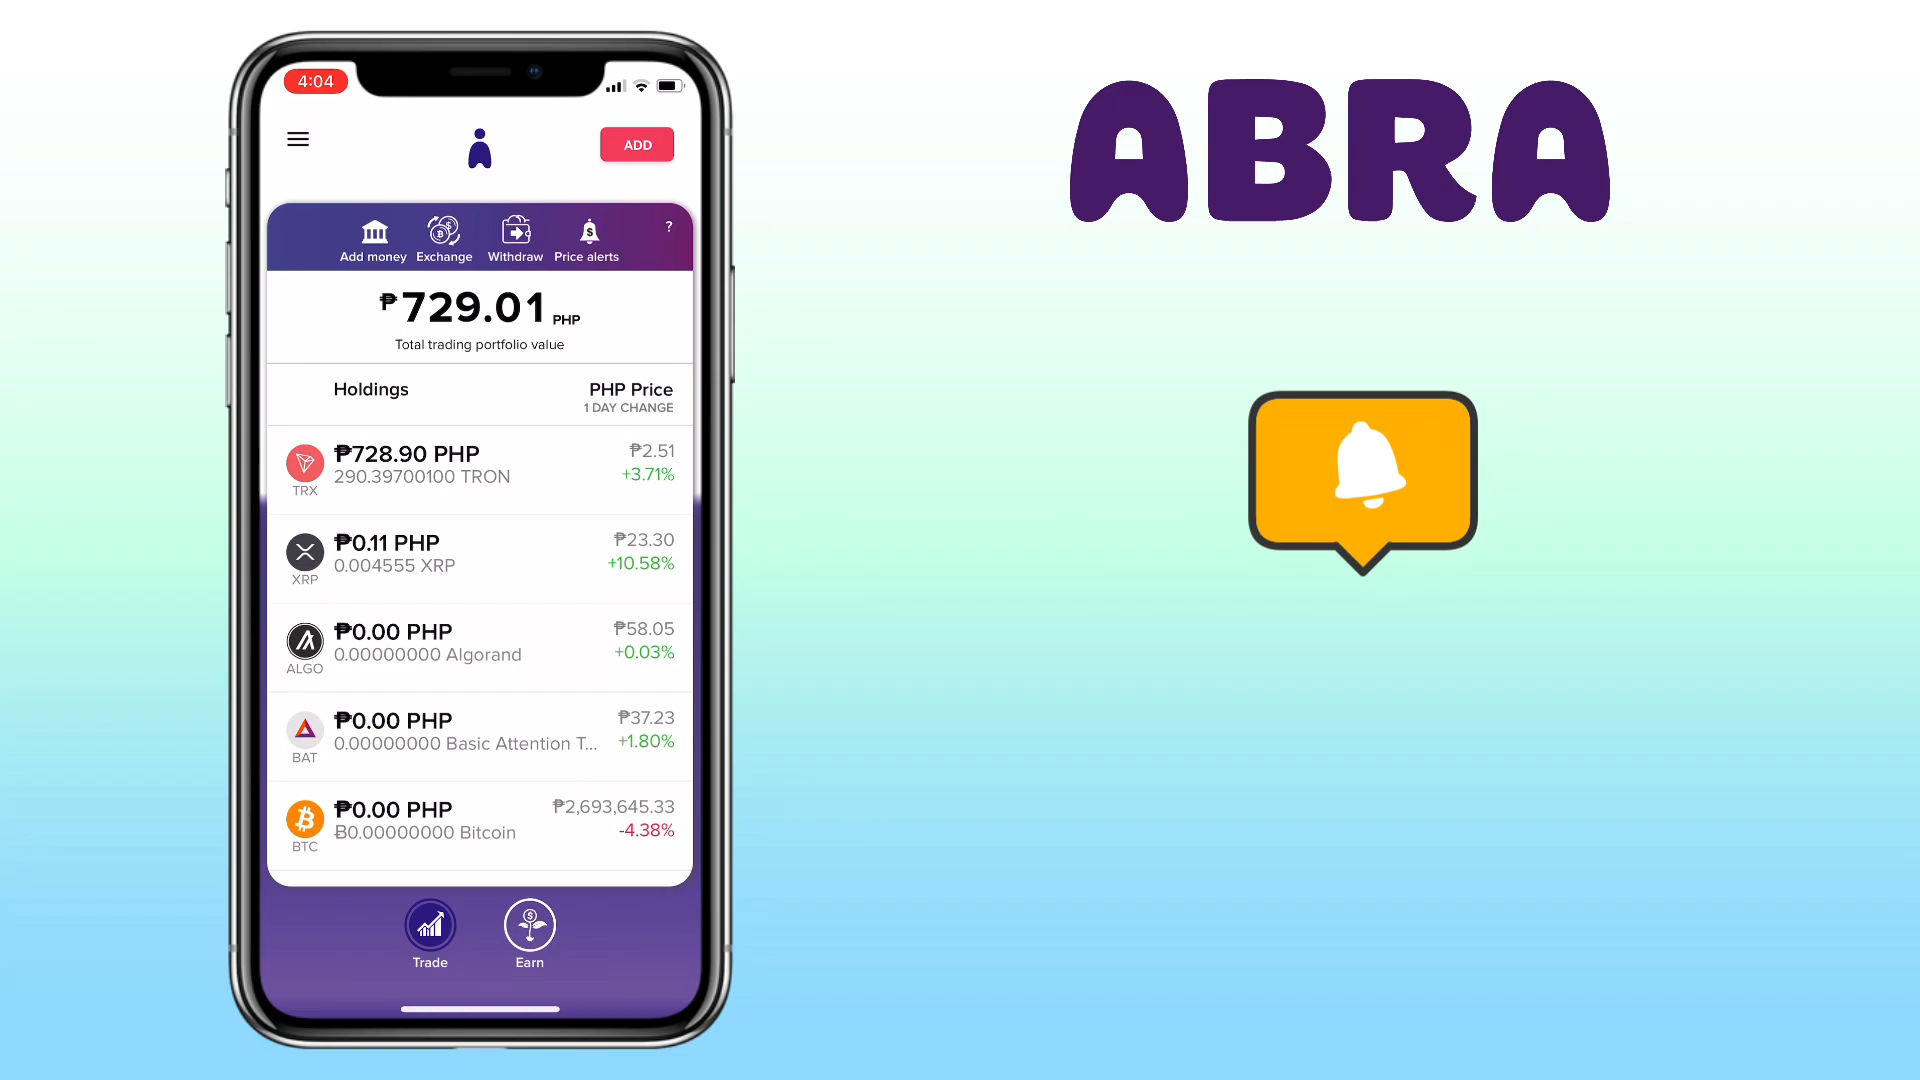 4:04
ABRA
ADD
?
Add money Exchange Withdraw Price alerts
₱729.01 PHP
Total trading portfolio value
Holdings PHP Price
1 DAY CHANGE
₱728.90 PHP ₱2.51
290.39700100 TRON +3.71%
TRX
₱0.11 PHP ₱23.30
0.004555 XRP +10.58%
XRP
₱0.00 PHP ₱58.05
0.00000000 Algorand +0.03%
ALGO
₱0.00 PHP ₱37.23
0.00000000 Basic Attention T... +1.80%
BAT
₱0.00 PHP ₱2,693,645.33
Ƀ0.00000000 Bitcoin -4.38%
BTC
Trade Earn